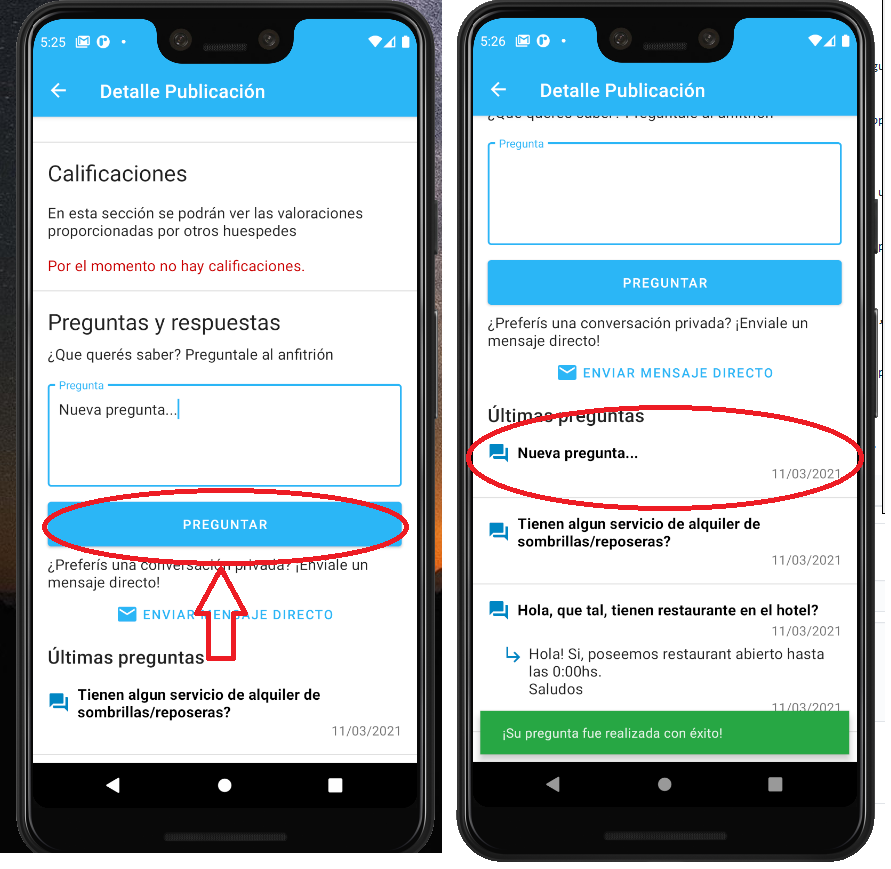 5:25
Detalle Publicación
Calificaciones
En esta sección se podrán ver las valoraciones
proporcionadas por otros huespedes
Por el momento no hay calificaciones.
Preguntas y respuestas
¿Que querés saber? Preguntale al anfitrión
Pregunta
Nueva pregunta...
PREGUNTAR
¿Preferís una conversación privada? ¡Enviale un
mensaje directo!
ENVIAR MENSAJE DIRECTO
Últimas preguntas
Tienen algun servicio de alquiler de
sombrillas/reposeras?
11/03/2021
5:26
Detalle Publicación
¿Que querés saber? Preguntale al anfitrión
Pregunta
PREGUNTAR
¿Preferís una conversación privada? ¡Enviale un
mensaje directo!
ENVIAR MENSAJE DIRECTO
Últimas preguntas
Nueva pregunta...
11/03/2021
Tienen algun servicio de alquiler de
sombrillas/reposeras?
11/03/2021
Hola, que tal, tienen restaurante en el hotel?
11/03/2021
Hola! Si, poseemos restaurant abierto hasta
las 0:00hs.
Saludos
11/03/2021
¡Su pregunta fue realizada con éxito!